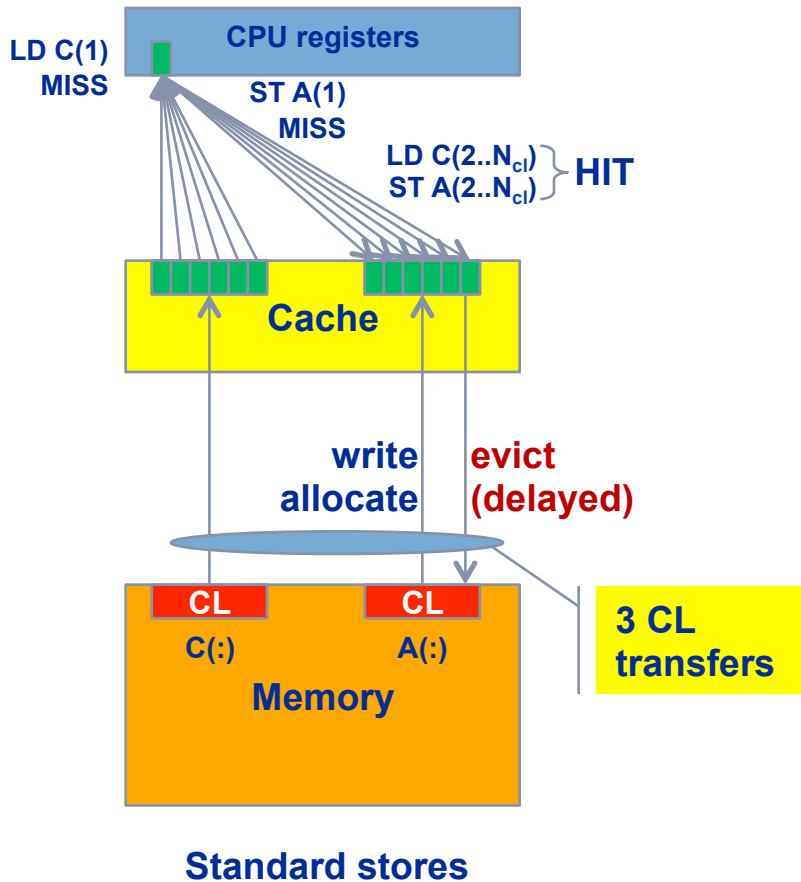 CPU registers
LD C(1)
MISS
ST A(1)
MISS
LD C(2..Ncl)
ST A(2..Ncl)
HIT
Cache
write
allocate
evict
(delayed)
CL
CL
C(:)
A(:)
3 CL
transfers
Memory
Standard stores